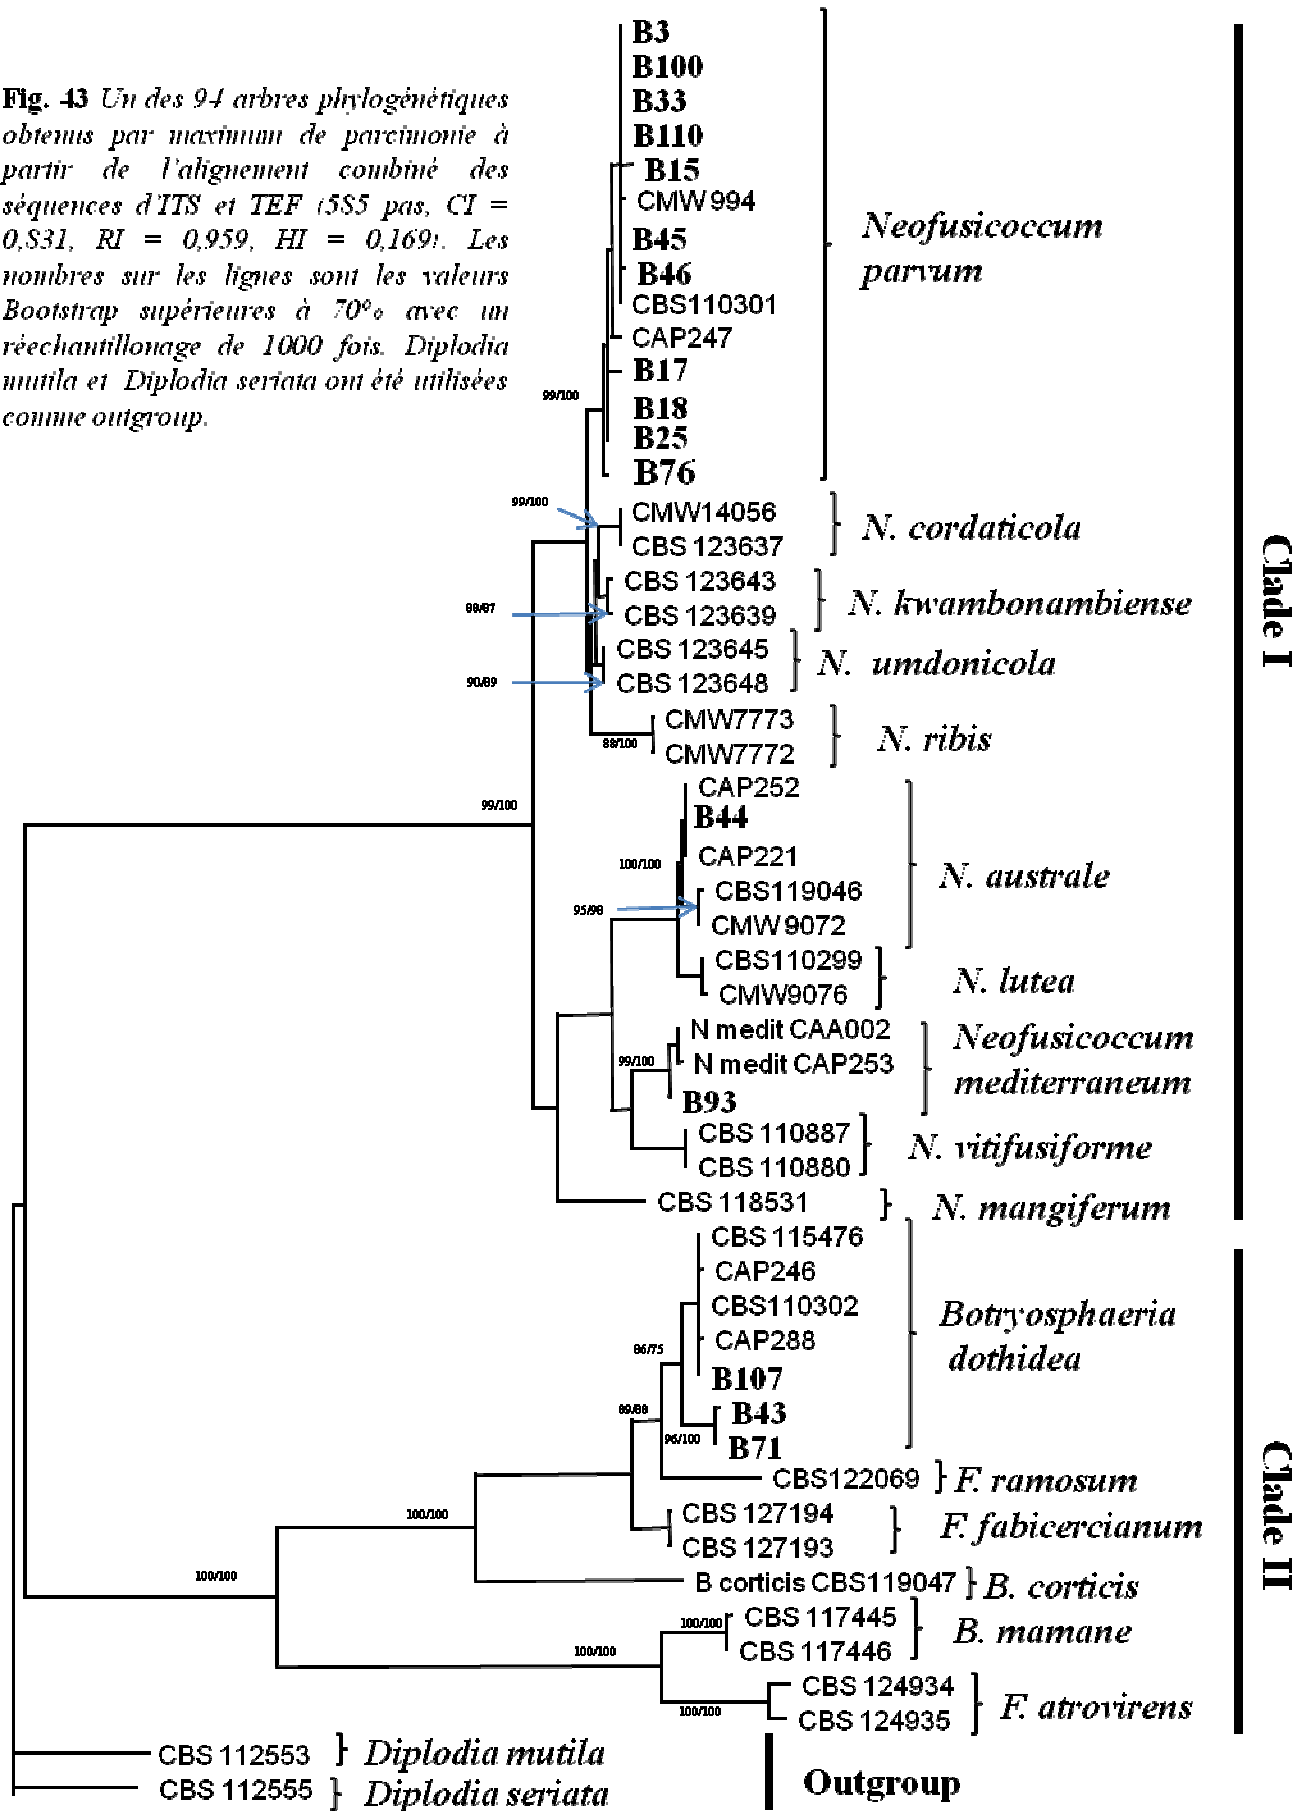 Fig. 43 Un des 94 arbres phylogénétiques
obtenus par maximum de parcimonie à
partir de l'alignement combiné des
séquences d'ITS et TEF (585 pas, CI =
0,831, RI = 0,959, HI = 0,169). Les
nombres sur les lignes sont les valeurs
Bootstrap supérieures à 70% avec un
réechantillonage de 1000 fois. Diplodia
mutila et Diplodia seriata ont été utilisées
comme outgroup.
B3
B100
B33
B110
B15
CMW994
B45
B46
CBS110301
CAP247
B17
B18
B25
B76
Neofusicoccum
parvum
99/100
99/100
CMW14056
CBS 123637
N. cordaticola
CBS 123643
CBS 123639
N. kwambonambiense
CBS 123645
CBS 123648
N. umdonicola
90/89
CMW7773
CMW7772
N. ribis
88/100
99/100
CAP252
B44
CAP221
CBS119046
CMW9072
N. australe
100/100
95/98
CBS110299
CMW9076
N. lutea
N medit CAA002
N medit CAP253
B93
Neofusicoccum
mediterraneum
99/100
CBS 110887
CBS 110880
N. vitifusiforme
CBS 118531
N. mangiferum
Clade I
CBS 115476
CAP246
CBS110302
CAP288
B107
B43
B71
Botryosphaeria
dothidea
86/75
96/100
CBS122069
F. ramosum
CBS 127194
CBS 127193
F. fabicercianum
100/100
B corticis CBS119047
B. corticis
100/100
CBS 117445
CBS 117446
B. mamane
100/100
100/100
CBS 124934
CBS 124935
F. atrovirens
100/100
Clade II
CBS 112553
Diplodia mutila
CBS 112555
Diplodia seriata
Outgroup